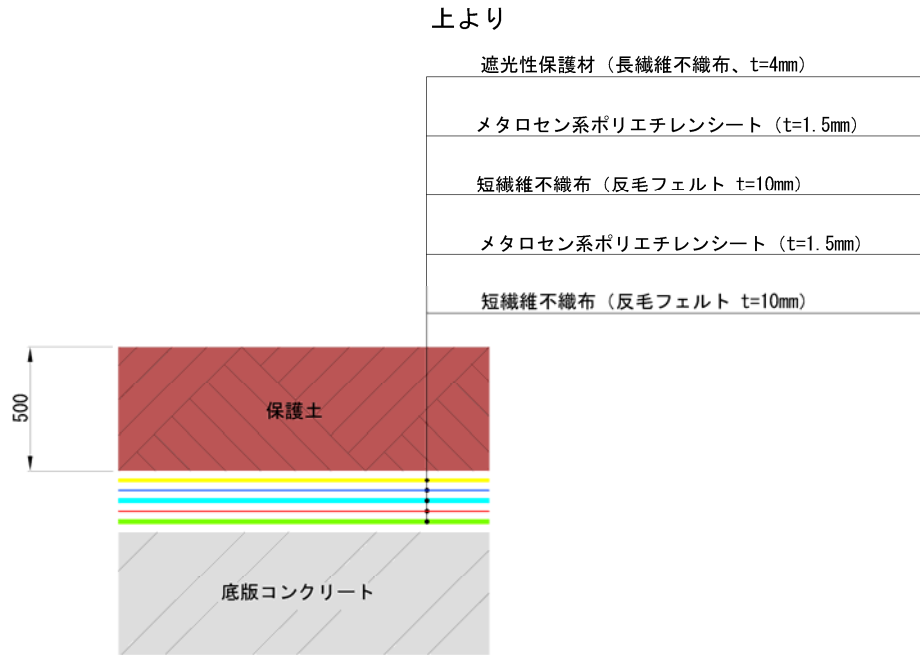 上より
遮光性保護材（長繊維不織布、t=4mm）
メタロセン系ポリエチレンシート（t=1.5mm）
短繊維不織布（反毛フェルト t=10mm）
メタロセン系ポリエチレンシート（t=1.5mm）
短繊維不織布（反毛フェルト t=10mm）
500
保護土
底版コンクリート